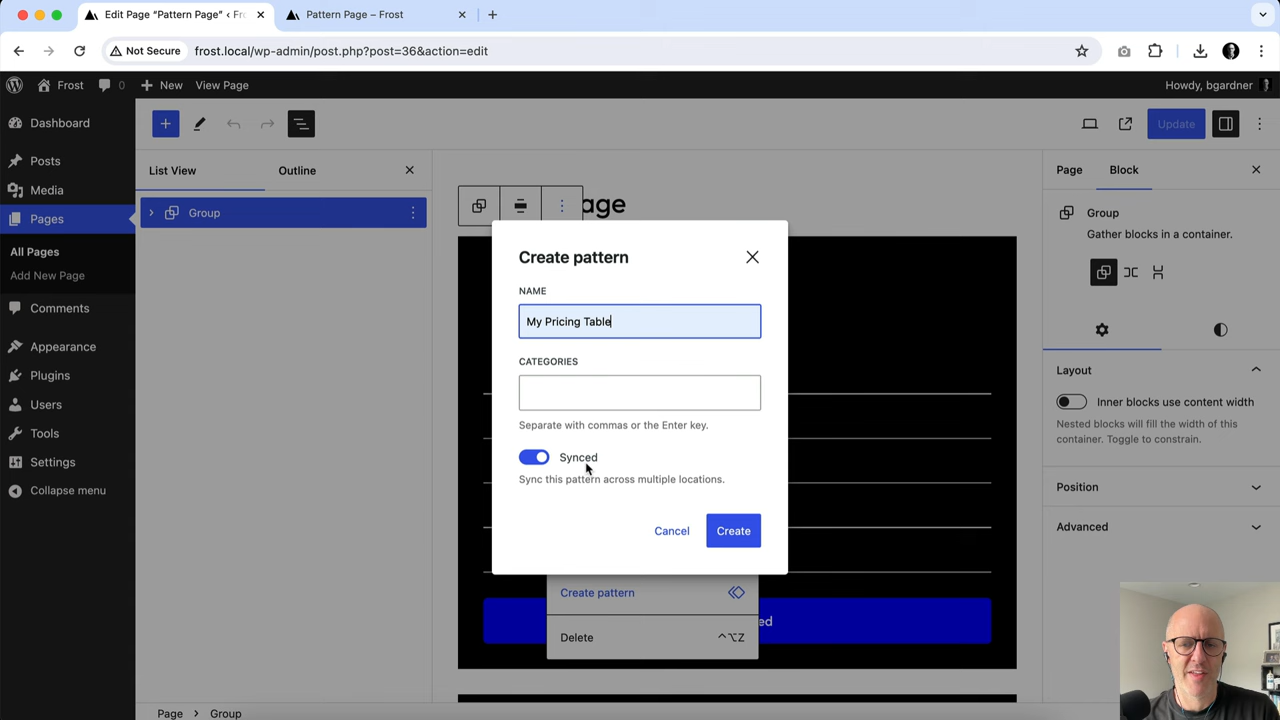 Edit Page “Pattern Page” ‹ Fro
Pattern Page – Frost
Not Secure
frost.local/wp-admin/post.php?post=36&action=edit
Frost
0
New
View Page
Howdy, bgardner
Dashboard
Posts
Media
Pages
All Pages
Add New Page
Comments
Appearance
Plugins
Users
Tools
Settings
Collapse menu
Update
List View
Outline
Group
age
Create pattern
NAME
My Pricing Table
CATEGORIES
Separate with commas or the Enter key.
Synced
Sync this pattern across multiple locations.
Cancel
Create
Create pattern
Delete
^⌥Z
ed
Page
Block
Group
Gather blocks in a container.
Layout
Inner blocks use content width
Nested blocks will fill the width of this
container. Toggle to constrain.
Position
Advanced
Page › Group